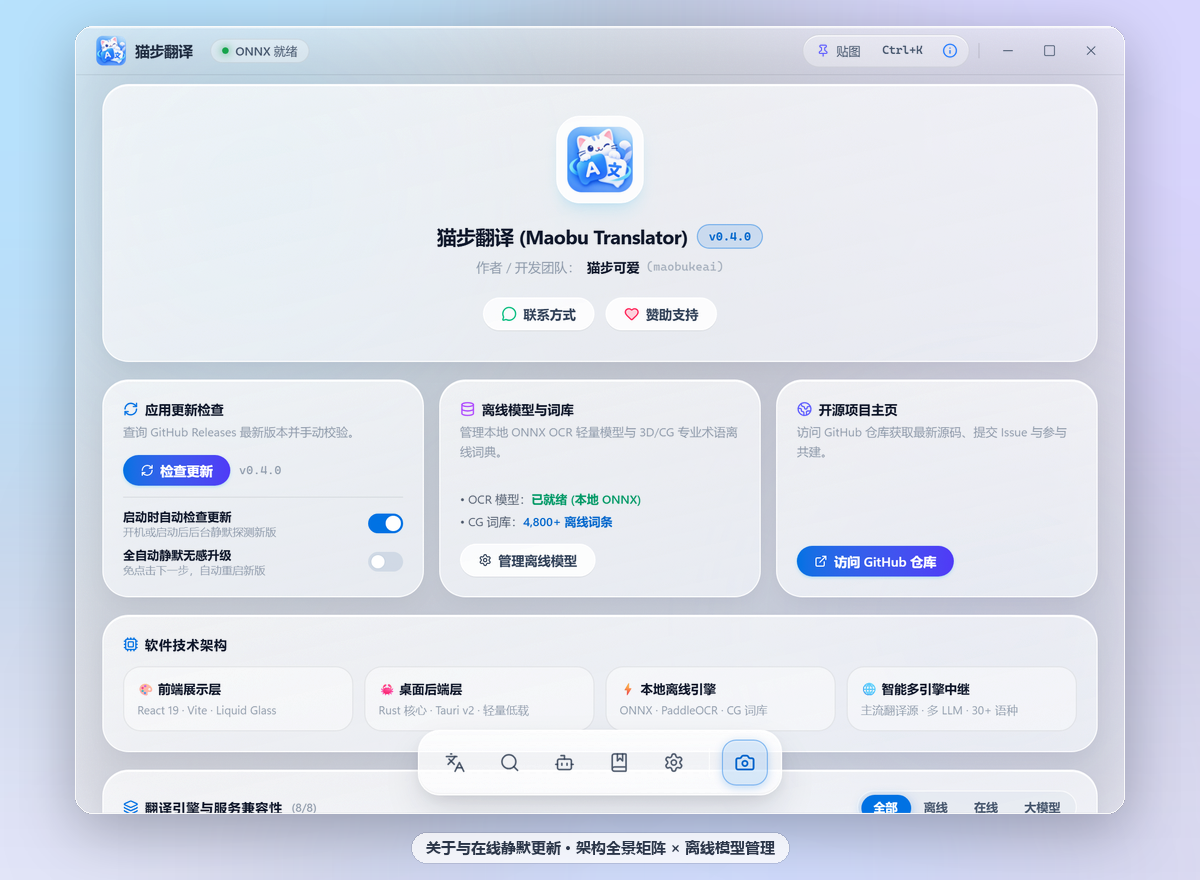 猫步翻译
ONNX 就绪
贴图 Ctrl+K
A 文
猫步翻译 (Maobu Translator) v0.4.0
作者 / 开发团队： 猫步可爱 (maobukeai)
联系方式
赞助支持
应用更新检查
查询 GitHub Releases 最新版本并手动校验。
检查更新 v0.4.0
启动时自动检查更新
开机或启动后后台静默探测新版
全自动静默无感升级
免点击下一步，自动重启新版
离线模型与词库
管理本地 ONNX OCR 轻量模型与 3D/CG 专业术语离
线词典。
• OCR 模型： 已就绪 (本地 ONNX)
• CG 词库： 4,800+ 离线词条
管理离线模型
开源项目主页
访问 GitHub 仓库获取最新源码、提交 Issue 与参与
共建。
访问 GitHub 仓库
软件技术架构
前端展示层
React 19 · Vite · Liquid Glass
桌面后端层
Rust 核心 · Tauri v2 · 轻量低载
本地离线引擎
ONNX · PaddleOCR · CG 词库
智能多引擎中继
主流翻译源 · 多 LLM · 30+ 语种
翻译引擎与服务兼容性 (8/8)
全部 离线 在线 大模型
关于与在线静默更新 • 架构全景矩阵 × 离线模型管理